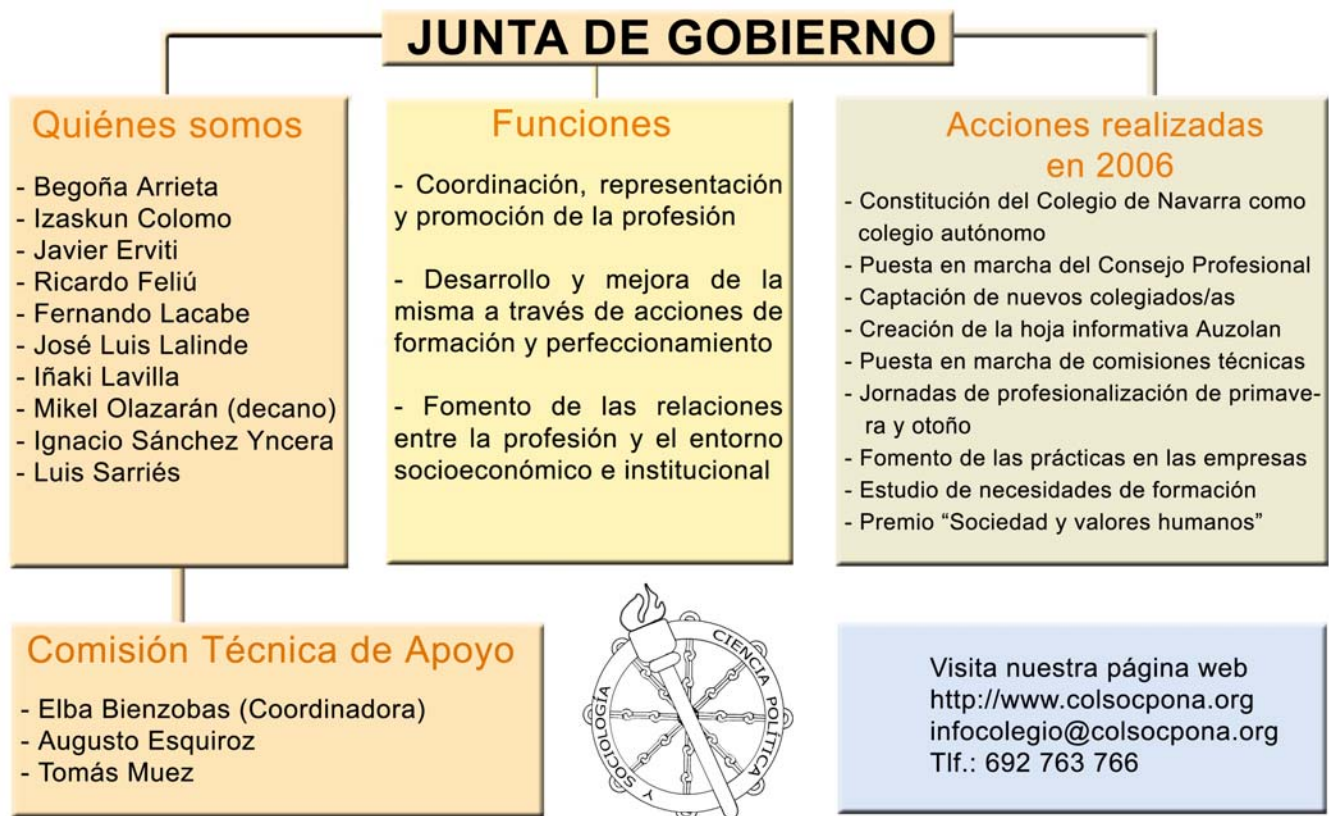 JUNTA DE GOBIERNO
Quiénes somos
- Begoña Arrieta
- Izaskun Colomo
- Javier Erviti
- Ricardo Feliú
- Fernando Lacabe
- José Luis Lalinde
- Iñaki Lavilla
- Mikel Olazarán (decano)
- Ignacio Sánchez Yncera
- Luis Sarriés
Funciones
- Coordinación, representación
y promoción de la profesión
- Desarrollo y mejora de la
misma a través de acciones de
formación y perfeccionamiento
- Fomento de las relaciones
entre la profesión y el entorno
socioeconómico e institucional
Acciones realizadas
en 2006
- Constitución del Colegio de Navarra como
colegio autónomo
- Puesta en marcha del Consejo Profesional
- Captación de nuevos colegiados/as
- Creación de la hoja informativa Auzolan
- Puesta en marcha de comisiones técnicas
- Jornadas de profesionalización de primave-
ra y otoño
- Fomento de las prácticas en las empresas
- Estudio de necesidades de formación
- Premio “Sociedad y valores humanos”
Comisión Técnica de Apoyo
- Elba Bienzobas (Coordinadora)
- Augusto Esquiroz
- Tomás Muez
CIENCIA POLÍTICA
Y SOCIOLOGÍA
Visita nuestra página web
http://www.colsocpona.org
infocolegio@colsocpona.org
Tlf.: 692 763 766